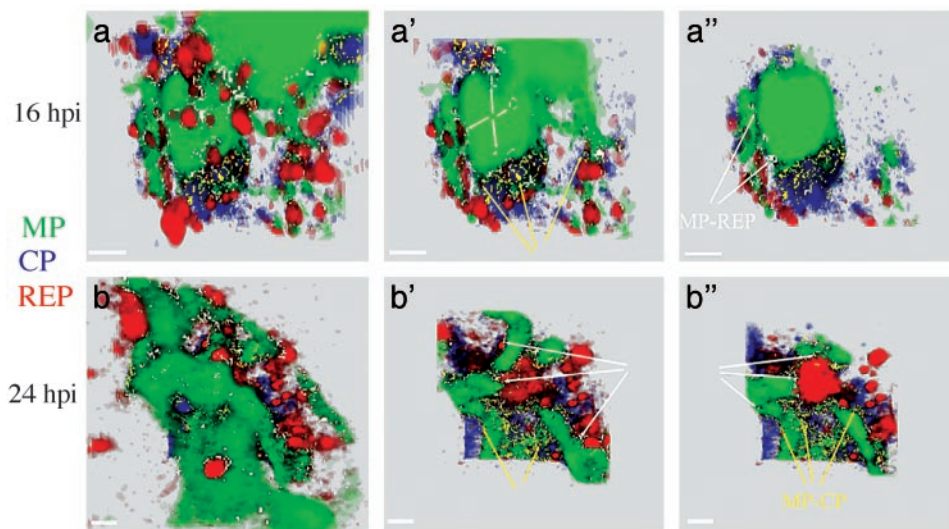 a a' a"
16 hpi
MP-REP
MP
CP
REP
b b' b"
24 hpi
MP-CP